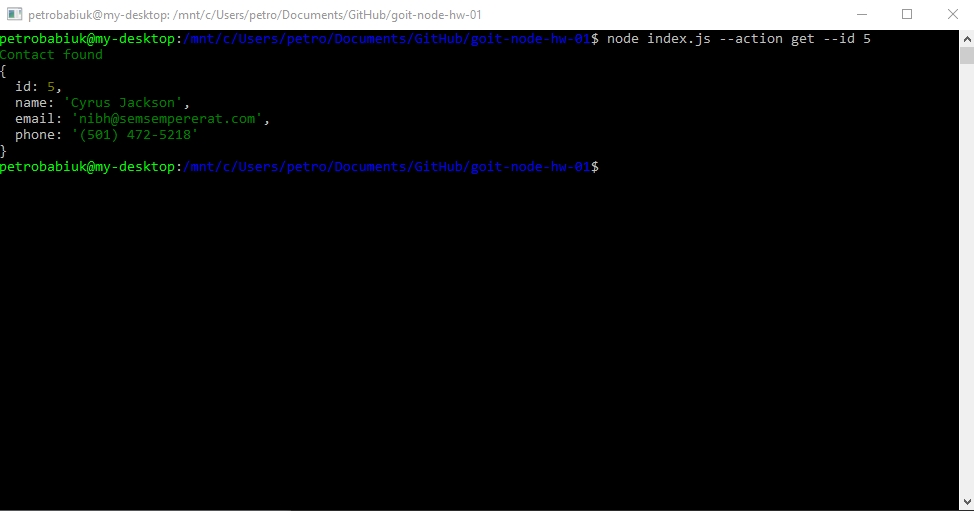 petrobabiuk@my-desktop: /mnt/c/Users/petro/Documents/GitHub/goit-node-hw-01
petrobabiuk@my-desktop:/mnt/c/Users/petro/Documents/GitHub/goit-node-hw-01$ node index.js --action get --id 5
Contact found
{
  id: 5,
  name: 'Cyrus Jackson',
  email: 'nibh@semsempererat.com',
  phone: '(501) 472-5218'
}
petrobabiuk@my-desktop:/mnt/c/Users/petro/Documents/GitHub/goit-node-hw-01$